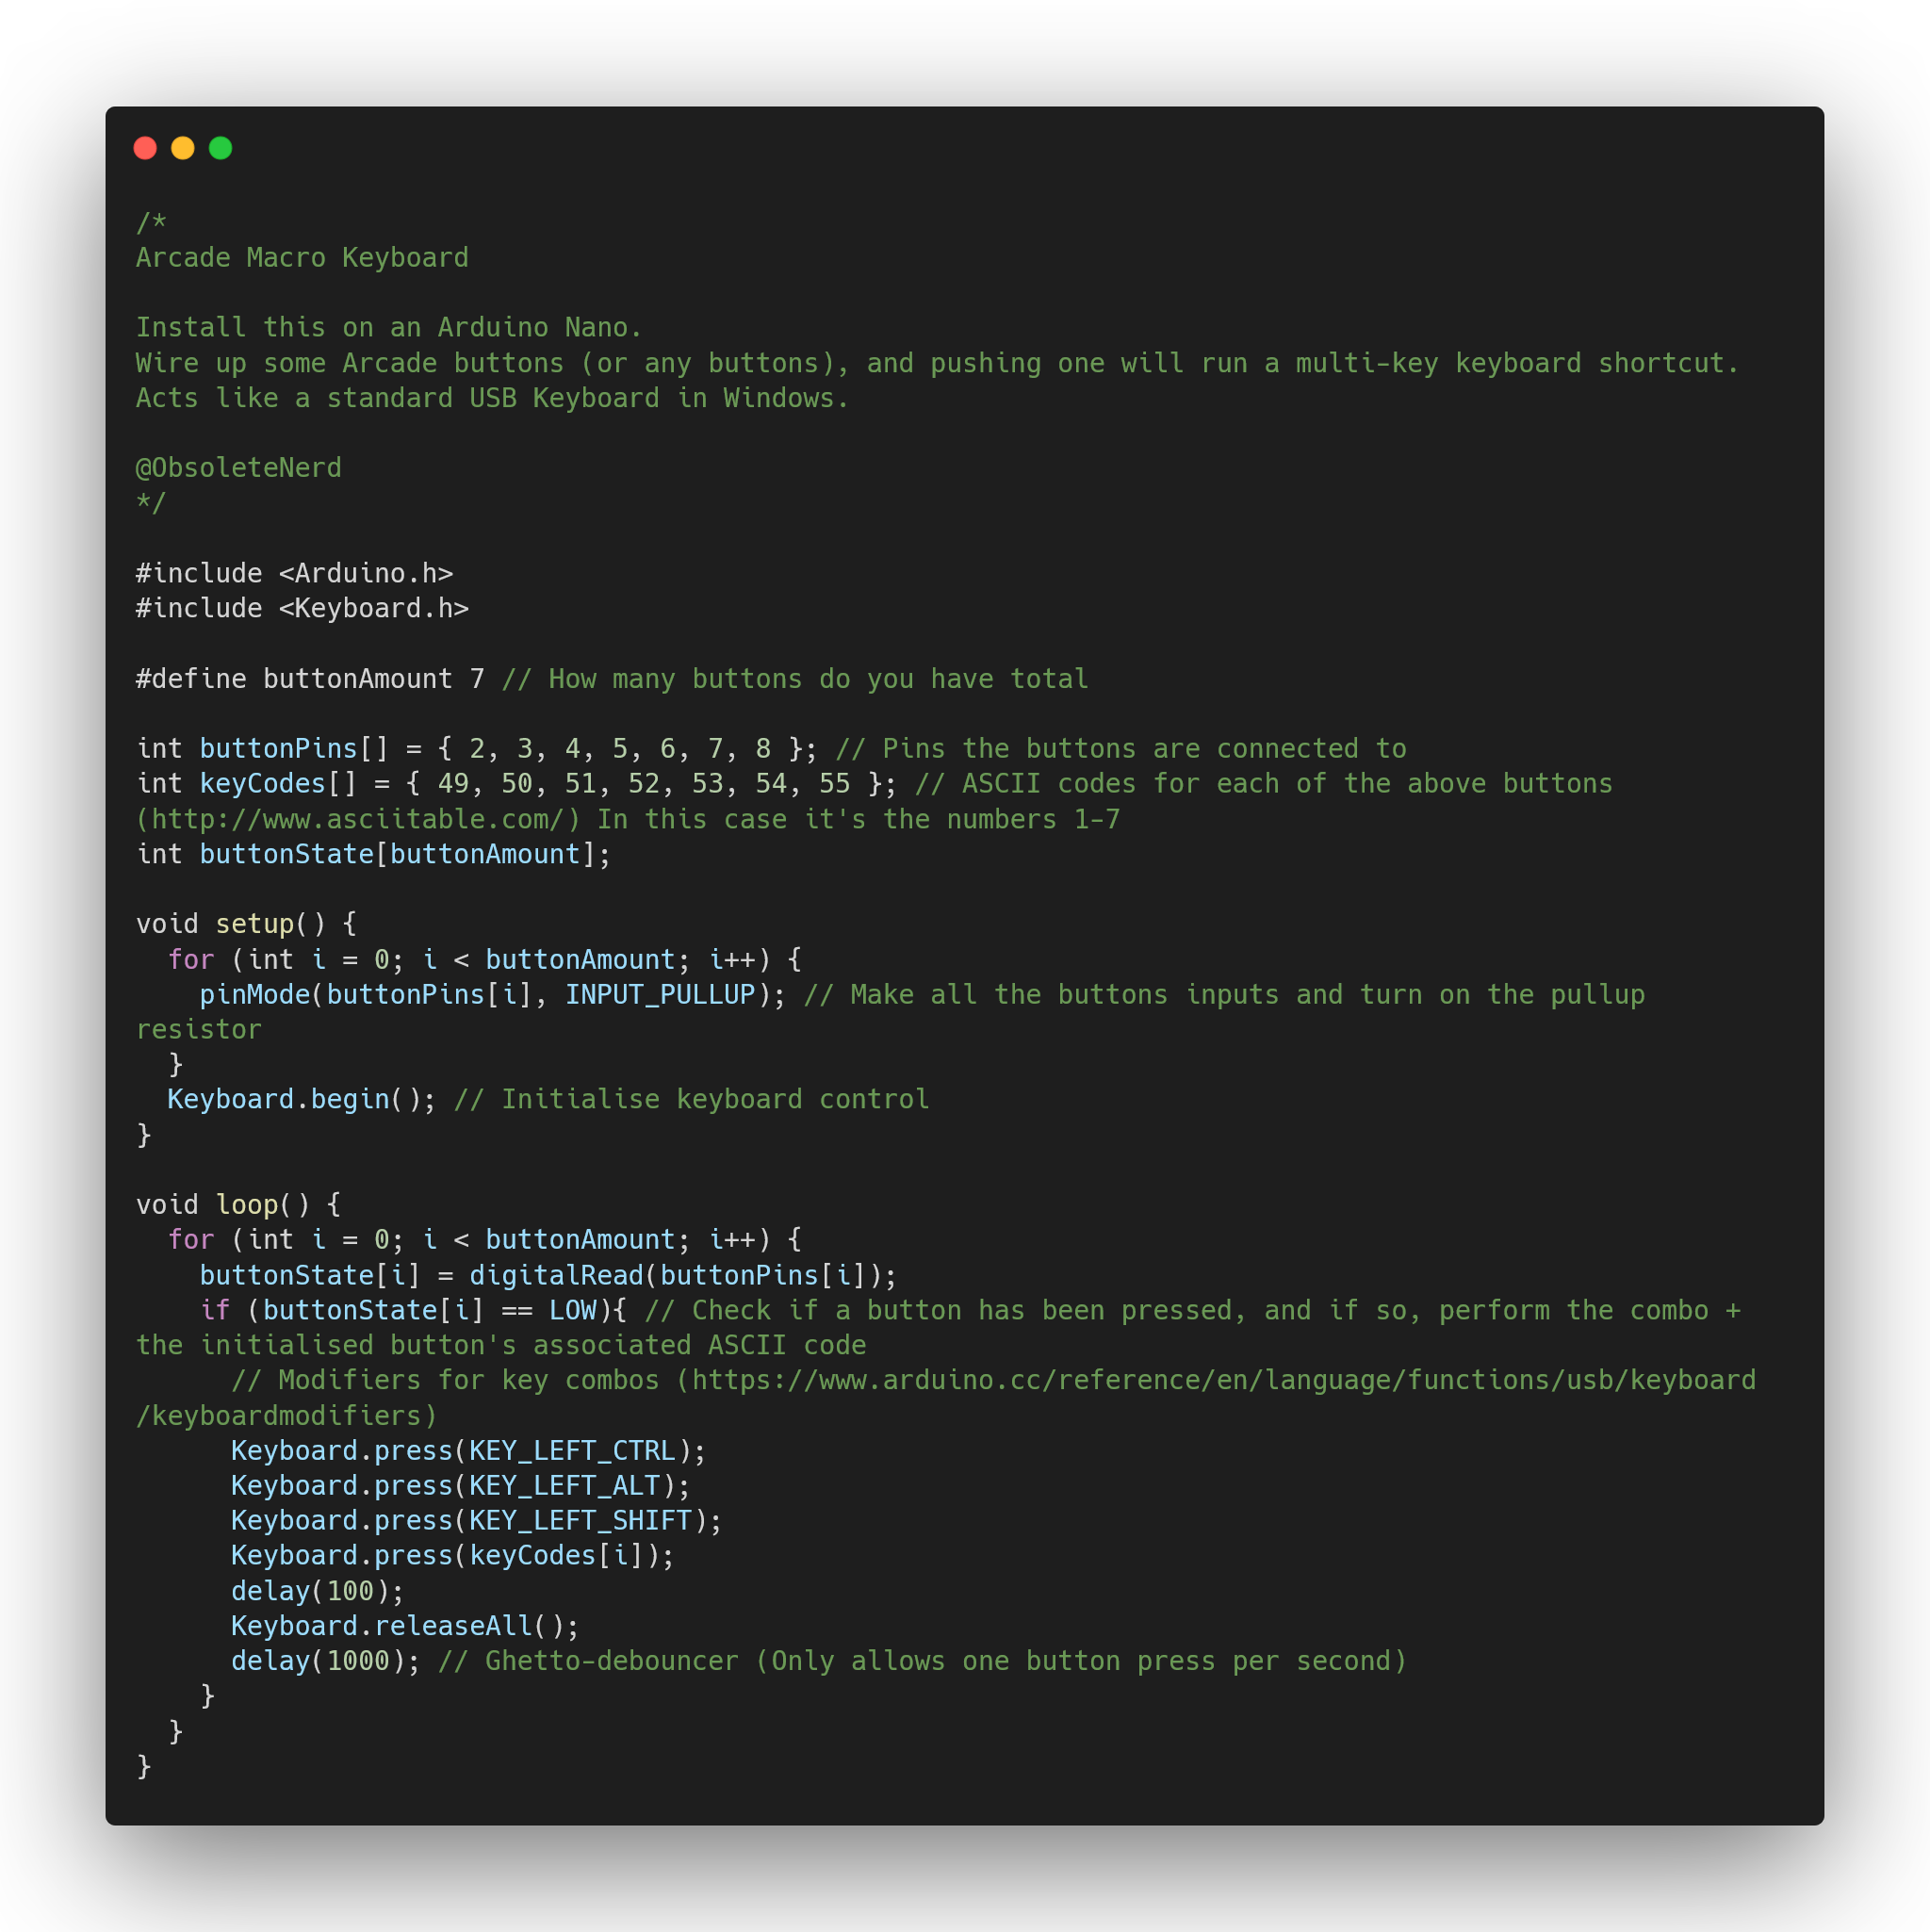 /*
Arcade Macro Keyboard

Install this on an Arduino Nano.
Wire up some Arcade buttons (or any buttons), and pushing one will run a multi-key keyboard shortcut.
Acts like a standard USB Keyboard in Windows.

@ObsoleteNerd
*/

#include <Arduino.h>
#include <Keyboard.h>

#define buttonAmount 7 // How many buttons do you have total

int buttonPins[] = { 2, 3, 4, 5, 6, 7, 8 }; // Pins the buttons are connected to
int keyCodes[] = { 49, 50, 51, 52, 53, 54, 55 }; // ASCII codes for each of the above buttons
(http://www.asciitable.com/) In this case it's the numbers 1-7
int buttonState[buttonAmount];

void setup() {
  for (int i = 0; i < buttonAmount; i++) {
    pinMode(buttonPins[i], INPUT_PULLUP); // Make all the buttons inputs and turn on the pullup
resistor
  }
  Keyboard.begin(); // Initialise keyboard control
}

void loop() {
  for (int i = 0; i < buttonAmount; i++) {
    buttonState[i] = digitalRead(buttonPins[i]);
    if (buttonState[i] == LOW){ // Check if a button has been pressed, and if so, perform the combo +
the initialised button's associated ASCII code
      // Modifiers for key combos (https://www.arduino.cc/reference/en/language/functions/usb/keyboard
/keyboardmodifiers)
      Keyboard.press(KEY_LEFT_CTRL);
      Keyboard.press(KEY_LEFT_ALT);
      Keyboard.press(KEY_LEFT_SHIFT);
      Keyboard.press(keyCodes[i]);
      delay(100);
      Keyboard.releaseAll();
      delay(1000); // Ghetto-debouncer (Only allows one button press per second)
    }
  }
}